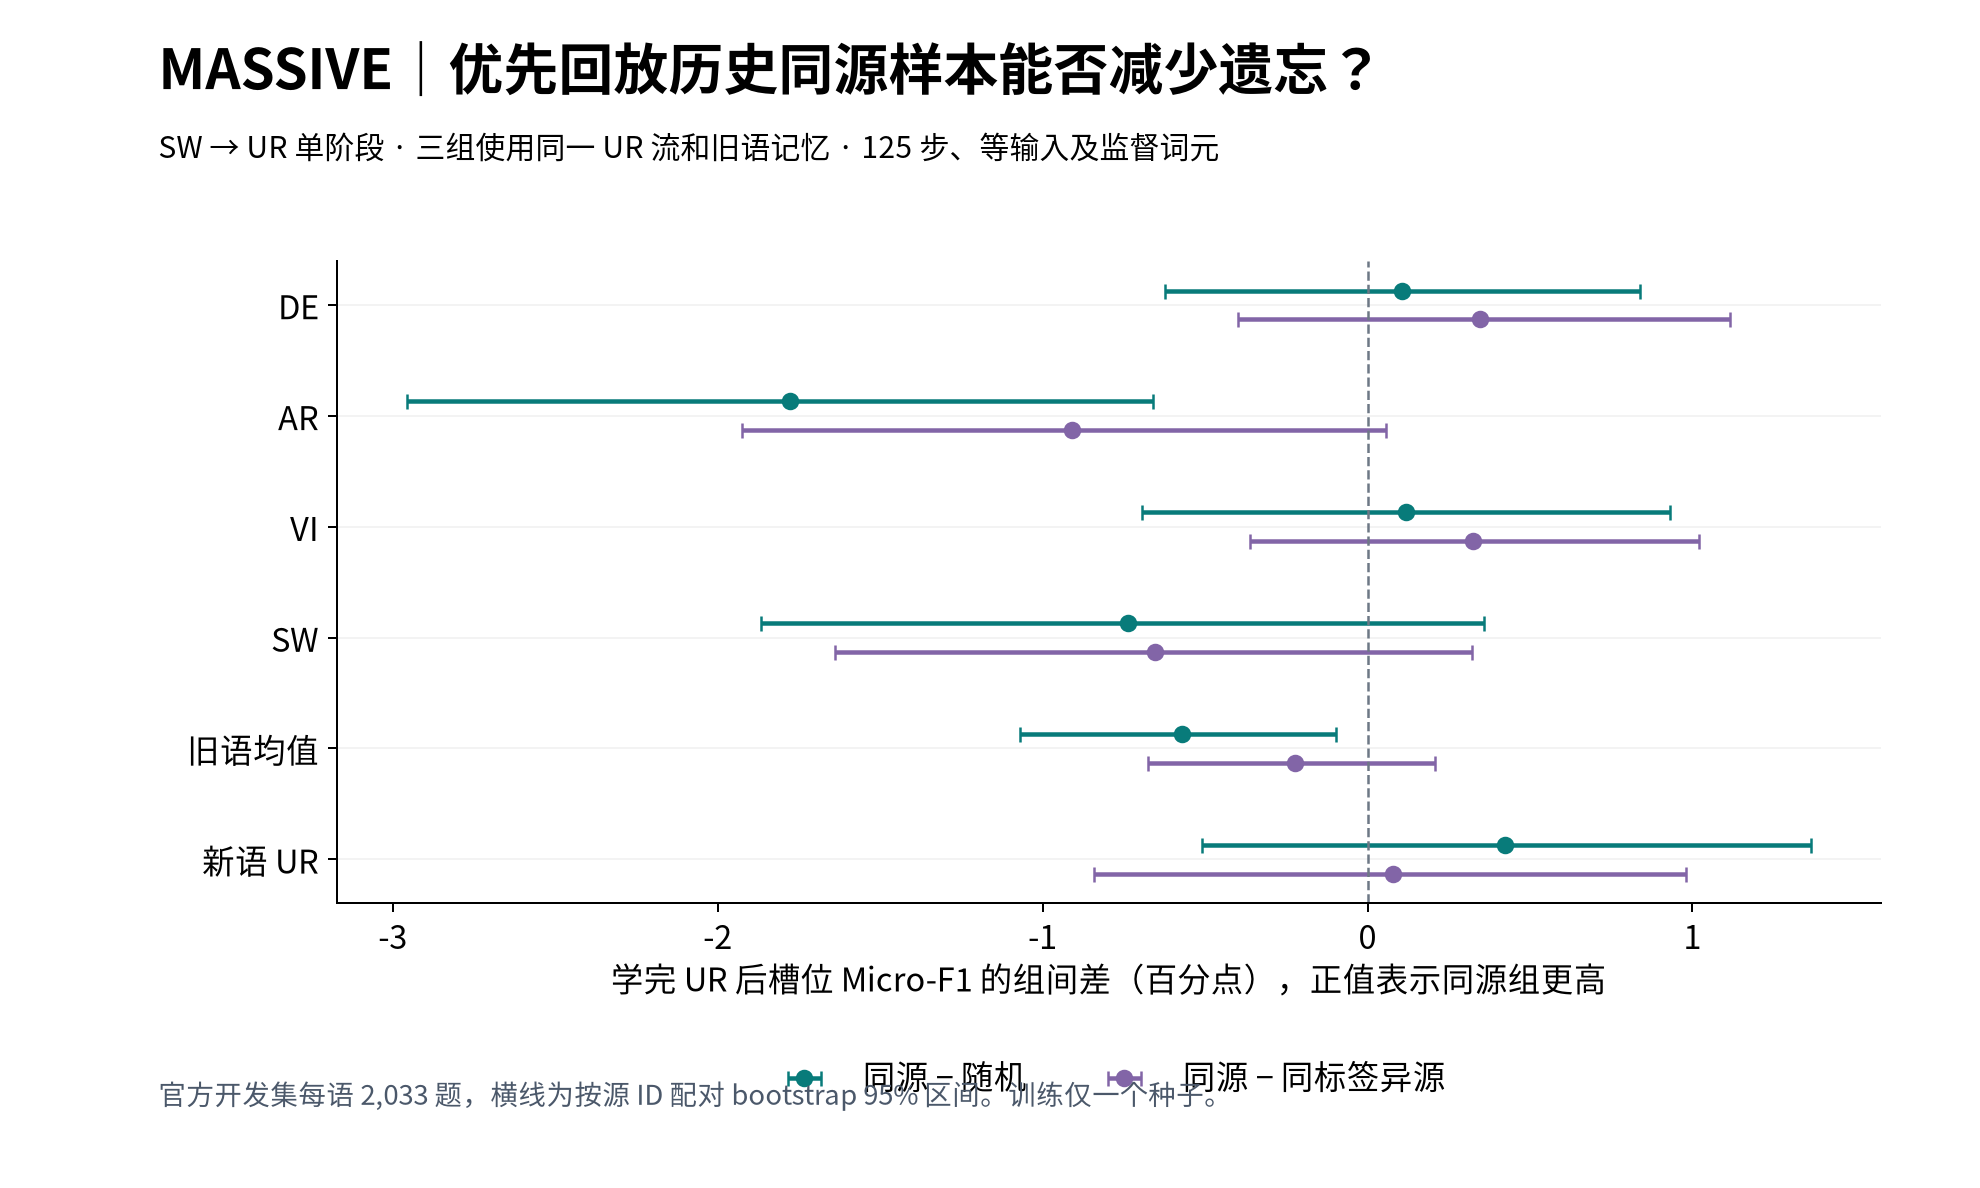 MASSIVE｜优先回放历史同源样本能否减少遗忘？
SW → UR 单阶段 · 三组使用同一 UR 流和旧语记忆 · 125 步、等输入及监督词元
DE
AR
VI
SW
旧语均值
新语 UR
-3 -2 -1 0 1
学完 UR 后槽位 Micro-F1 的组间差（百分点），正值表示同源组更高
同源 − 随机 同源 − 同标签异源
官方开发集每语 2,033 题，横线为按源 ID 配对 bootstrap 95% 区间。训练仅一个种子。